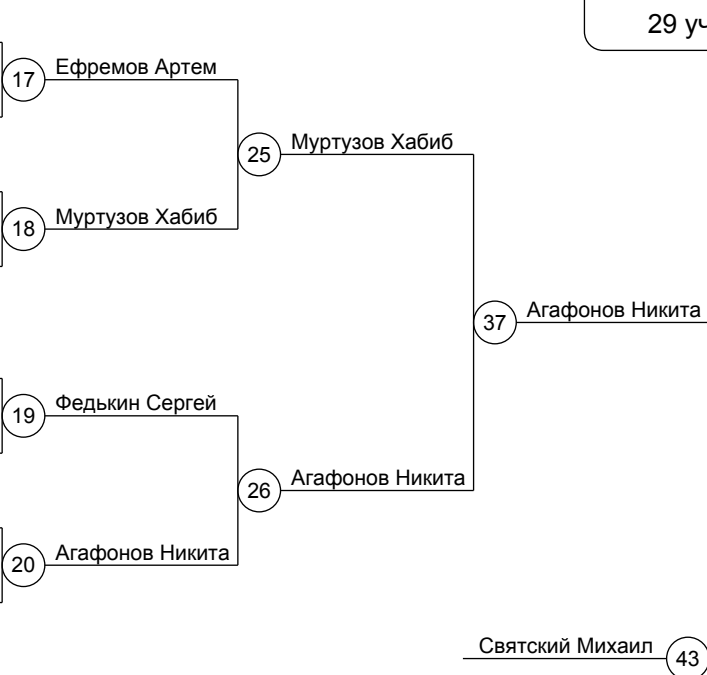 29 уч
17 Ефремов Артем
25 Муртузов Хабиб
18 Муртузов Хабиб
37 Агафонов Никита
19 Федькин Сергей
26 Агафонов Никита
20 Агафонов Никита
Святский Михаил 43